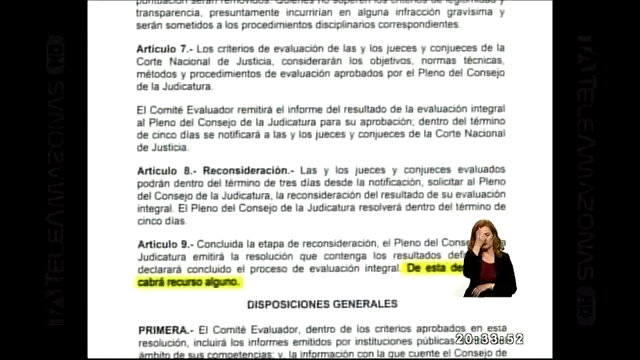 puntuación serán removidos. Quienes no superen los criterios de legitimidad y
transparencia, presuntamente incurrirían en alguna infracción gravísima y
serán sometidos a los procedimientos disciplinarios correspondientes.
Artículo 7.- Los criterios de evaluación de las y los jueces y conjueces de la
Corte Nacional de Justicia, considerarán los objetivos, normas técnicas,
métodos y procedimientos de evaluación aprobados por el Pleno del Consejo
de la Judicatura.
El Comité Evaluador remitirá el informe del resultado de la evaluación integral
al Pleno del Consejo de la Judicatura para su aprobación; dentro del término
de cinco días se notificará a las y los jueces y conjueces de la Corte Nacional
de Justicia.
Artículo 8.- Reconsideración.- Las y los jueces y conjueces evaluados
podrán dentro del término de tres días desde la notificación, solicitar al Pleno
del Consejo de la Judicatura, la reconsideración del resultado de su evaluación
integral. El Pleno del Consejo de la Judicatura resolverá dentro del término de
cinco días.
Artículo 9.- Concluida la etapa de reconsideración, el Pleno del Conse
Judicatura emitirá la resolución que contenga los resultados defi
declarará concluido el proceso de evaluación integral. De esta de
cabrá recurso alguno.
DISPOSICIONES GENERALES
PRIMERA.- El Comité Evaluador, dentro de los criterios aprobados en esta
resolución, incluirá los informes emitidos por instituciones públicas
ámbito de sus competencias; y, la información con la que cuente el Consejo de
20:33:52